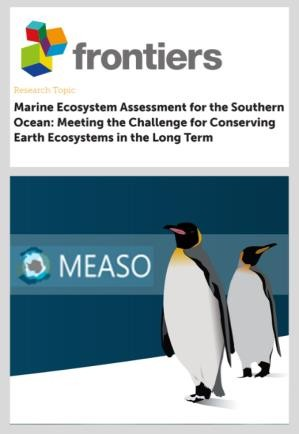 frontiers
Research Topic
Marine Ecosystem Assessment for the Southern
Ocean: Meeting the Challenge for Conserving
Earth Ecosystems in the Long Term
MEASO